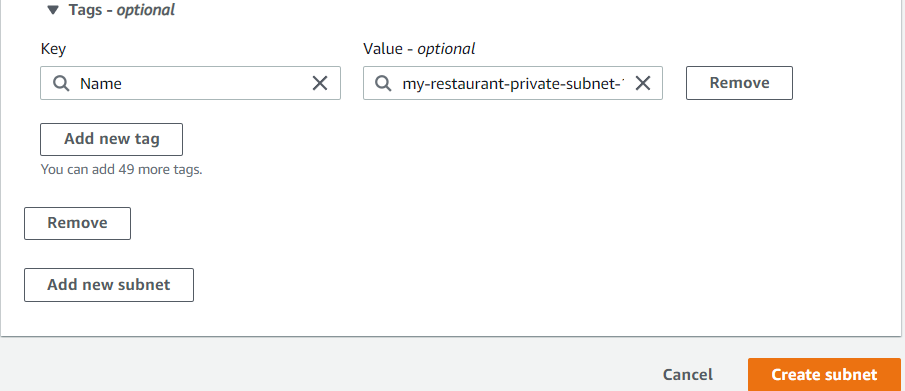 ▼ Tags - optional
Key Value - optional
Name my-restaurant-private-subnet- Remove
Add new tag
You can add 49 more tags.
Remove
Add new subnet
Cancel Create subnet